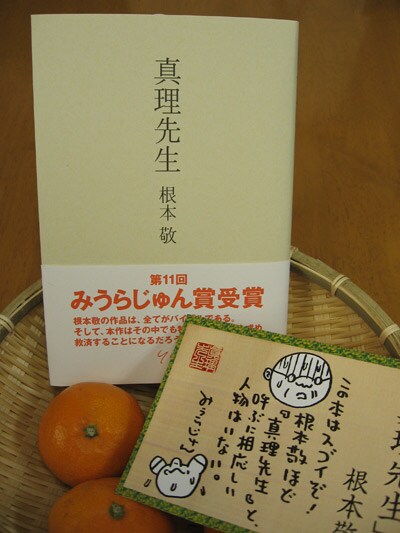 真理先生
根本 敬
第11回
みうらじゅん賞受賞
根本敬の作品は、全てがバイ
である。
そして、本作はその中でも
救済することになるだろう
この本はスゴイぞ!
根本敬ほど
“真理先生”と、
呼ぶに相応しい
人物はいない。
みうらじゅん
理先生」
根本敬